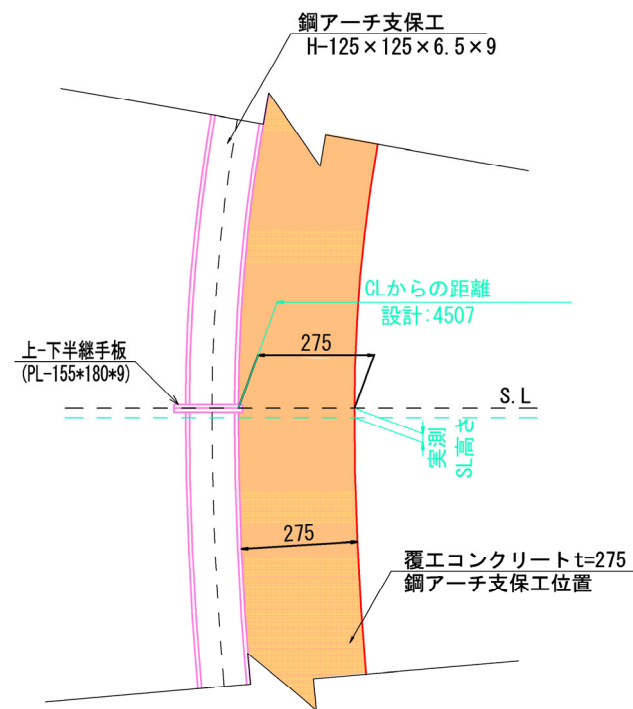 鋼アーチ支保工
H-125×125×6.5×9
CLからの距離
設計:4507
275
上-下半継手板
(PL-155*180*9)
S.L
実測
SL高さ
275
覆工コンクリートt=275
鋼アーチ支保工位置